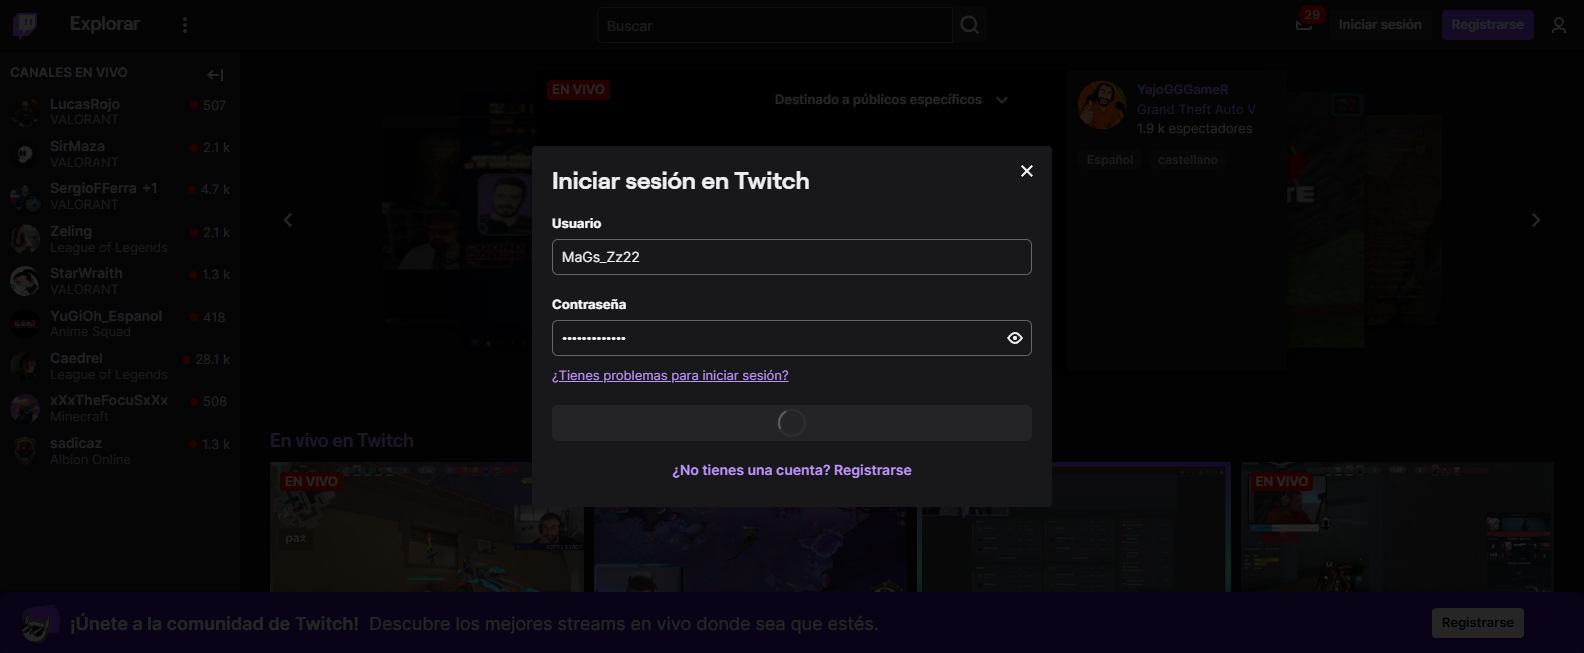 Explorar
Buscar
29
Iniciar sesión
Registrarse
CANALES EN VIVO
LucasRojo
507
VALORANT
SirMaza
2.1 k
VALORANT
SergioFFerra +1
4.7 k
VALORANT
Zeling
2.1 k
League of Legends
StarWraith
1.3 k
VALORANT
YuGiOh_Espanol
418
Anime Squad
Caedrel
28.1 k
League of Legends
xXxTheFocuSxXx
508
Minecraft
sadicaz
1.3 k
Albion Online
EN VIVO
Destinado a públicos específicos
YajoGGGameR
Grand Theft Auto V
1.9 k espectadores
Español
castellano
Iniciar sesión en Twitch
Usuario
MaGs_Zz22
Contraseña
•••••••••••••
¿Tienes problemas para iniciar sesión?
¿No tienes una cuenta? Registrarse
En vivo en Twitch
EN VIVO
pax
EN VIVO
¡Únete a la comunidad de Twitch! Descubre los mejores streams en vivo donde sea que estés.
Registrarse